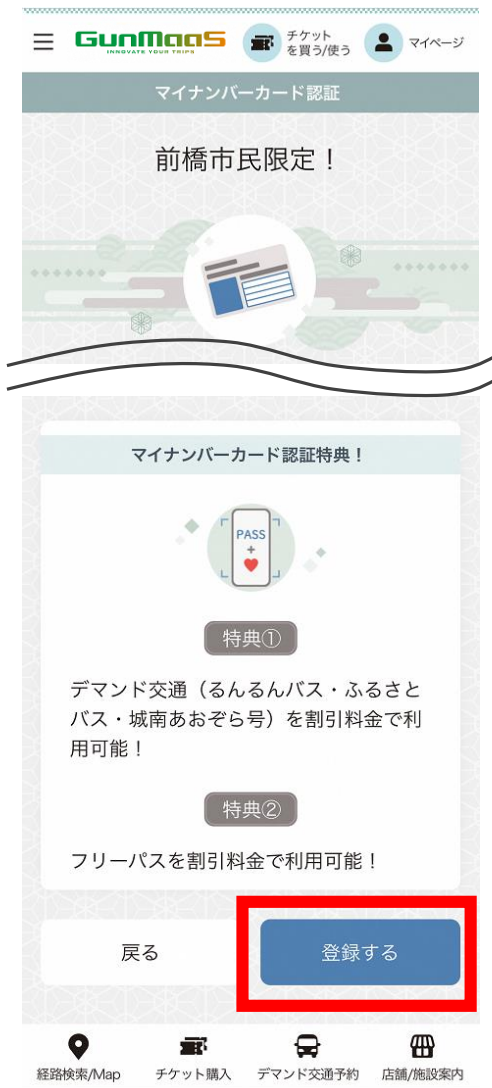 GunMaaS
INNOVATE YOUR TRIPS
チケット
を買う/使う
マイページ
マイナンバーカード認証
前橋市民限定！
マイナンバーカード認証特典！
PASS
+
特典①
デマンド交通（るんるんバス・ふるさと
バス・城南あおぞら号）を割引料金で利
用可能！
特典②
フリーパスを割引料金で利用可能！
戻る
登録する
経路検索/Map
チケット購入
デマンド交通予約
店舗/施設案内